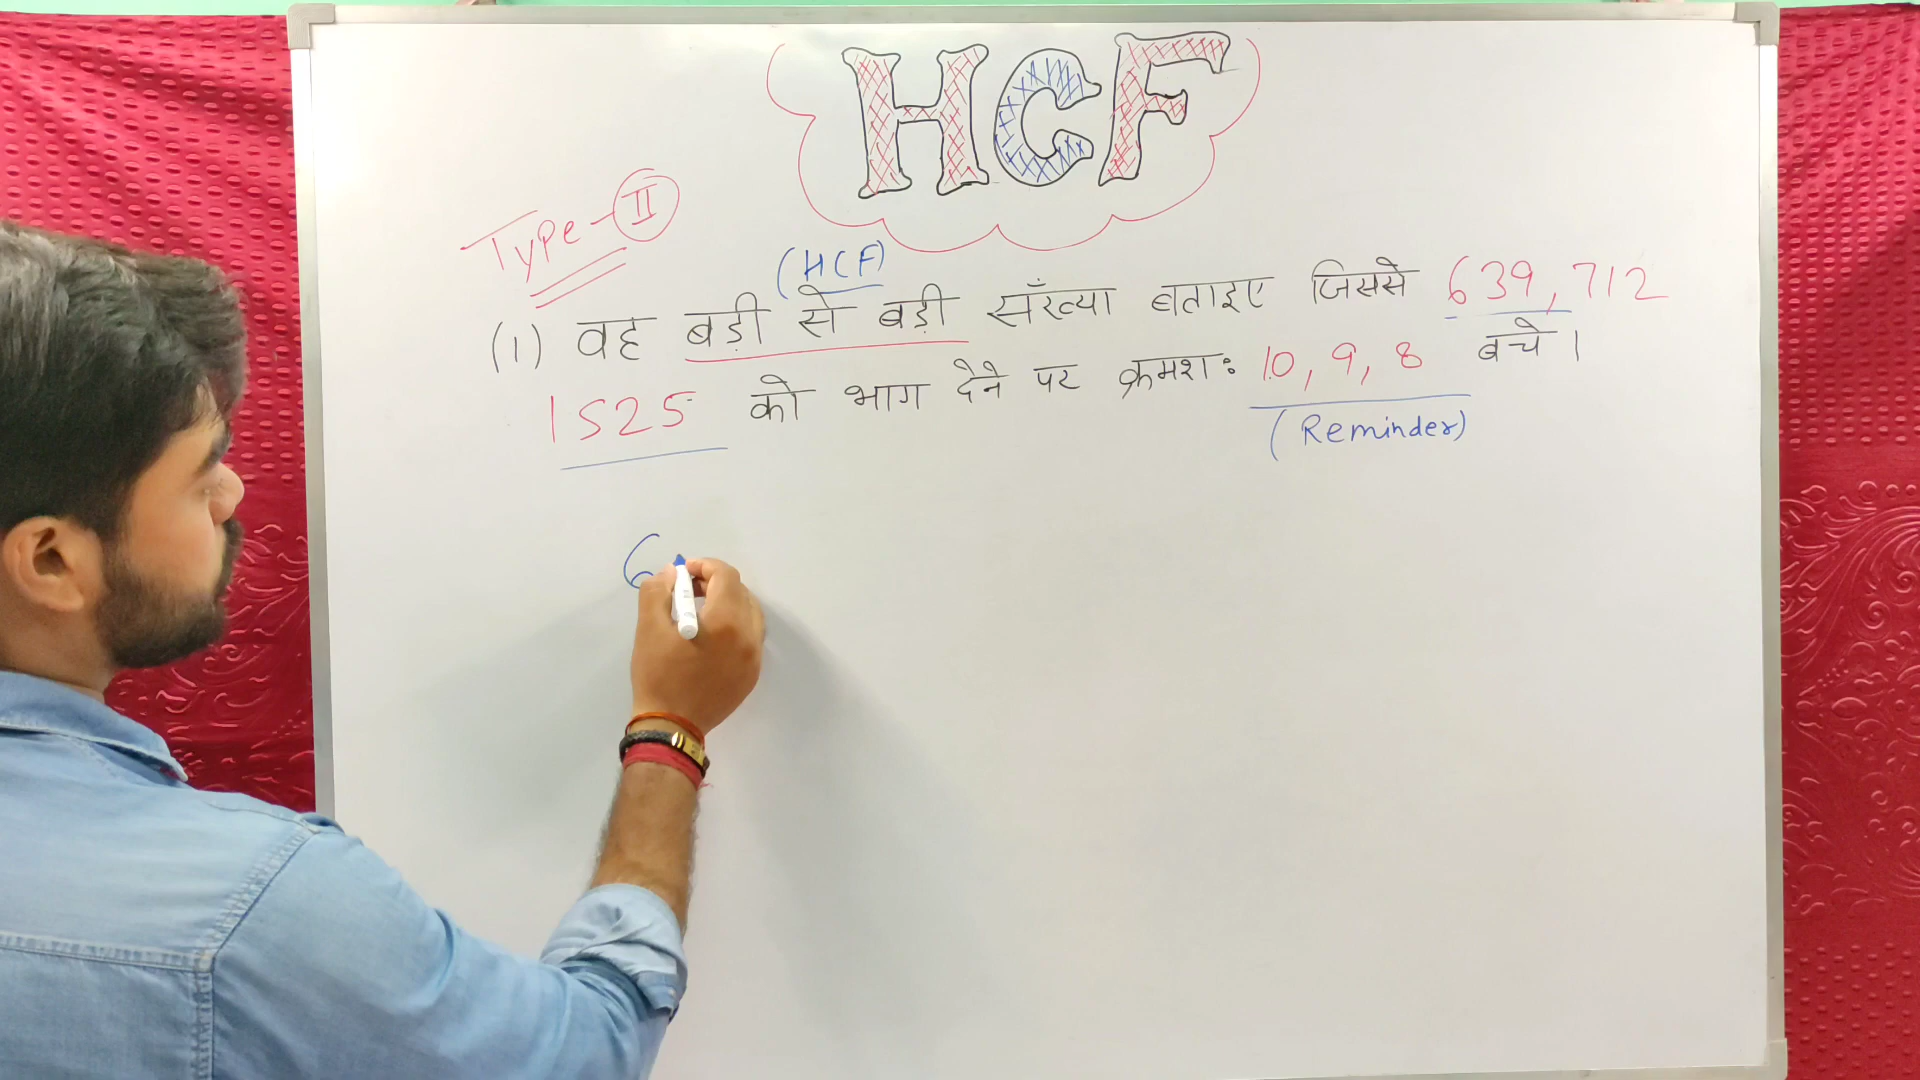 HCF
Type-II
(HCF)
(1) वह बड़ी से बड़ी सँख्या बताइए जिससे 639, 712
1525 को भाग देने पर क्रमशः 10, 9, 8 बचे।
(Reminder)
6